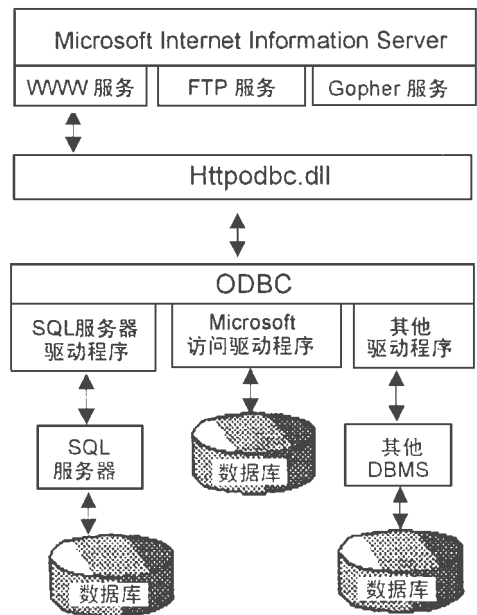 Microsoft Internet Information Server
WWW 服务
FTP 服务
Gopher 服务
Httpodbc.dll
ODBC
SQL服务器
驱动程序
Microsoft
访问驱动程序
其他
驱动程序
SQL
服务器
数据库
其他
DBMS
数据库
数据库